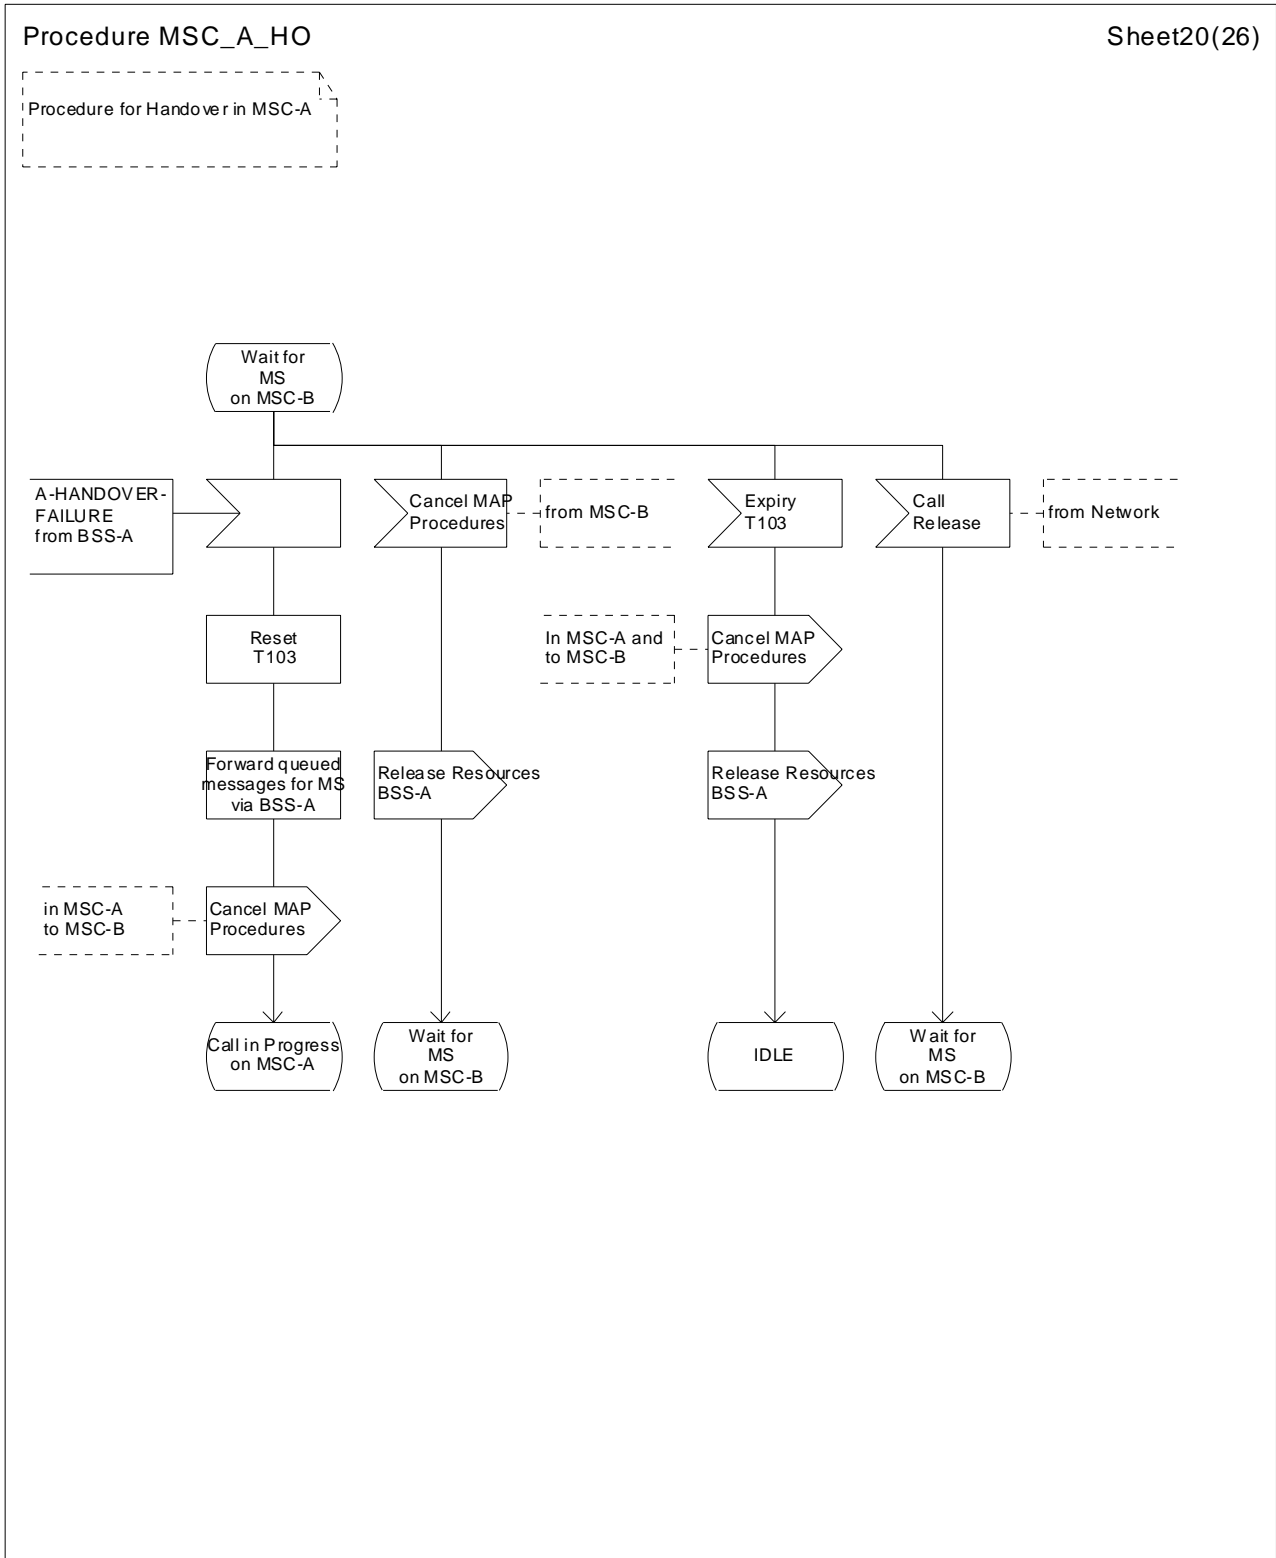 Procedure MSC_A_HO
Sheet20(26)
Procedure for Handover in MSC-A
Wait for
MS
on MSC-B
A-HANDOVER-
FAILURE
from BSS-A
Cancel MAP
Procedures
from MSC-B
Expiry
T103
Call
Release
from Network
Reset
T103
In MSC-A and
to MSC-B
Cancel MAP
Procedures
Forward queued
messages for MS
via BSS-A
Release Resources
BSS-A
Release Resources
BSS-A
in MSC-A
to MSC-B
Cancel MAP
Procedures
Call in Progress
on MSC-A
Wait for
MS
on MSC-B
IDLE
Wait for
MS
on MSC-B